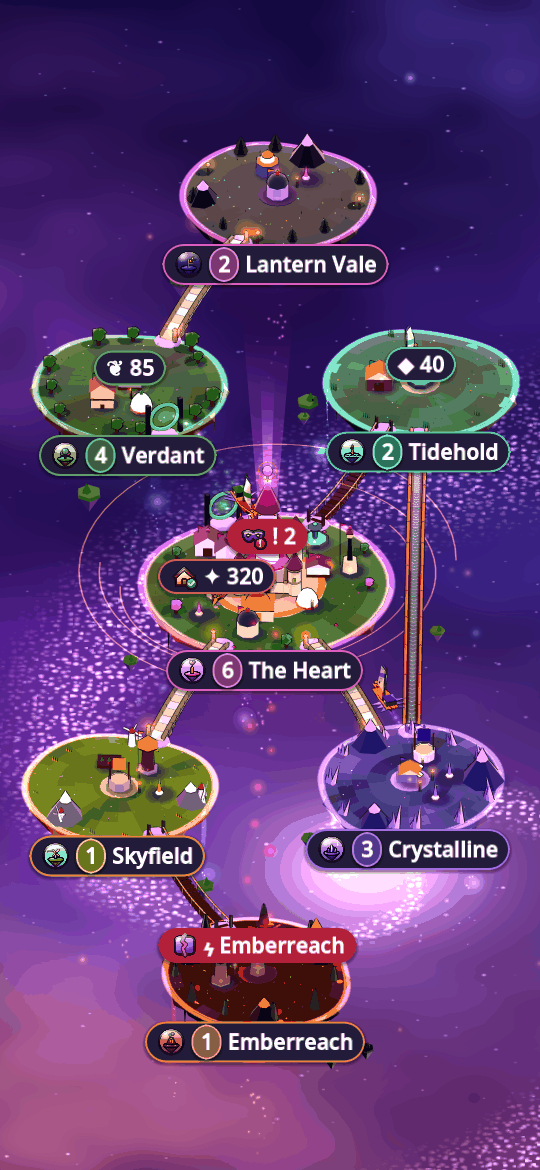 2 Lantern Vale
85
40
4 Verdant
2 Tidehold
! 2
320
6 The Heart
1 Skyfield
3 Crystalline
Emberreach
1 Emberreach